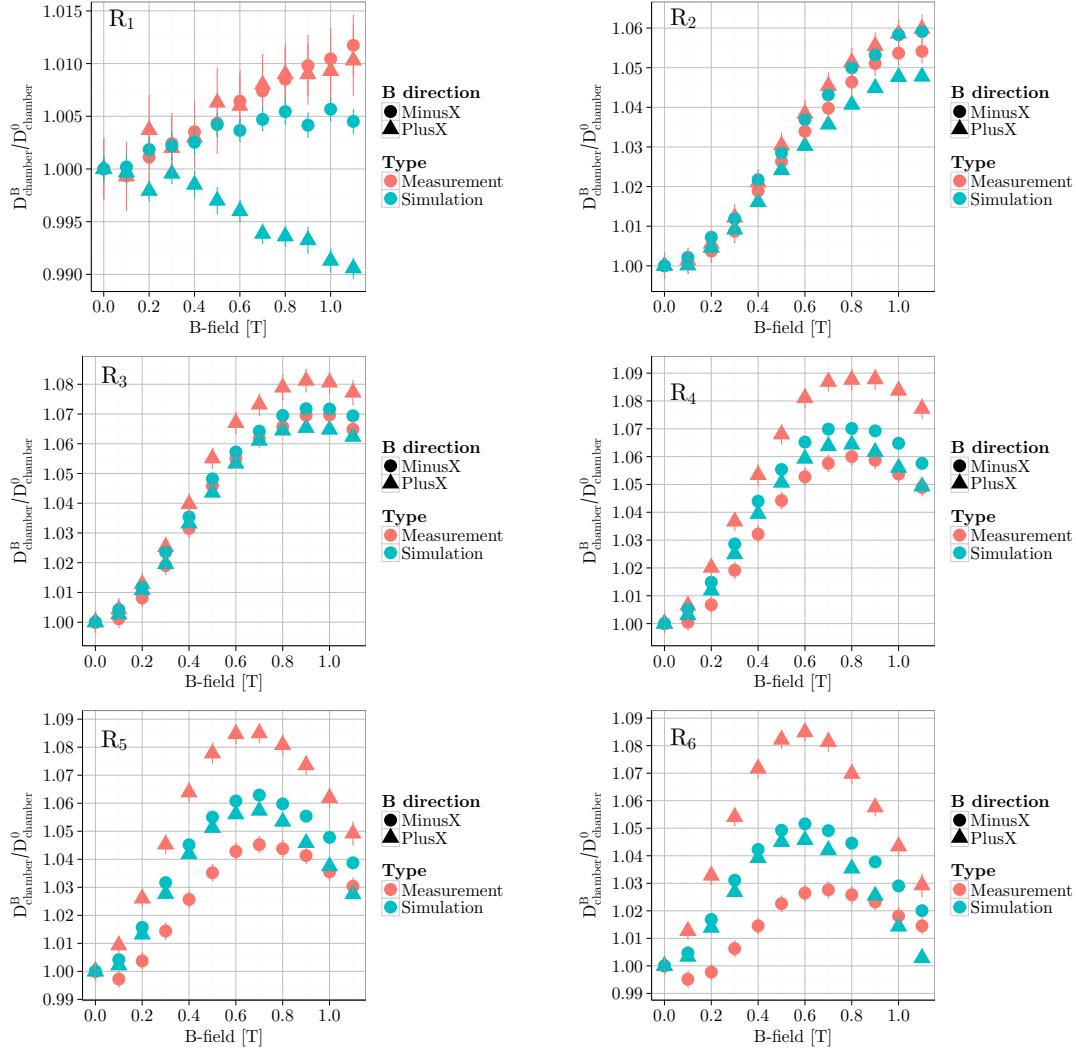 R1
1.015
1.010
1.005
1.000
0.995
0.990
D^B_chamber/D^0_chamber
0.0 0.2 0.4 0.6 0.8 1.0
B-field [T]
B direction
MinusX
PlusX
Type
Measurement
Simulation
R2
1.06
1.04
1.02
1.00
D^B_chamber/D^0_chamber
0.0 0.2 0.4 0.6 0.8 1.0
B-field [T]
B direction
MinusX
PlusX
Type
Measurement
Simulation
R3
1.08
1.07
1.06
1.05
1.04
1.03
1.02
1.01
1.00
D^B_chamber/D^0_chamber
0.0 0.2 0.4 0.6 0.8 1.0
B-field [T]
B direction
MinusX
PlusX
Type
Measurement
Simulation
R4
1.09
1.08
1.07
1.06
1.05
1.04
1.03
1.02
1.01
1.00
D^B_chamber/D^0_chamber
0.0 0.2 0.4 0.6 0.8 1.0
B-field [T]
B direction
MinusX
PlusX
Type
Measurement
Simulation
R5
1.09
1.08
1.07
1.06
1.05
1.04
1.03
1.02
1.01
1.00
0.99
D^B_chamber/D^0_chamber
0.0 0.2 0.4 0.6 0.8 1.0
B-field [T]
B direction
MinusX
PlusX
Type
Measurement
Simulation
R6
1.09
1.08
1.07
1.06
1.05
1.04
1.03
1.02
1.01
1.00
0.99
D^B_chamber/D^0_chamber
0.0 0.2 0.4 0.6 0.8 1.0
B-field [T]
B direction
MinusX
PlusX
Type
Measurement
Simulation